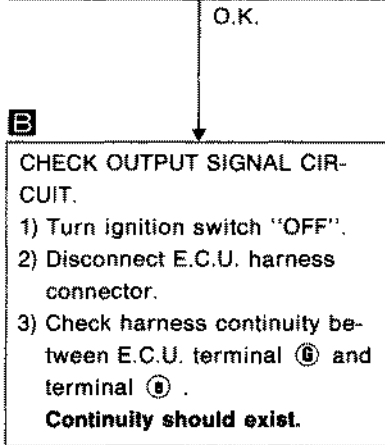 O.K.
B
CHECK OUTPUT SIGNAL CIR-
CUIT.
1) Turn ignition switch "OFF".
2) Disconnect E.C.U. harness
connector.
3) Check harness continuity be-
tween E.C.U. terminal and
terminal .
Continuity should exist.